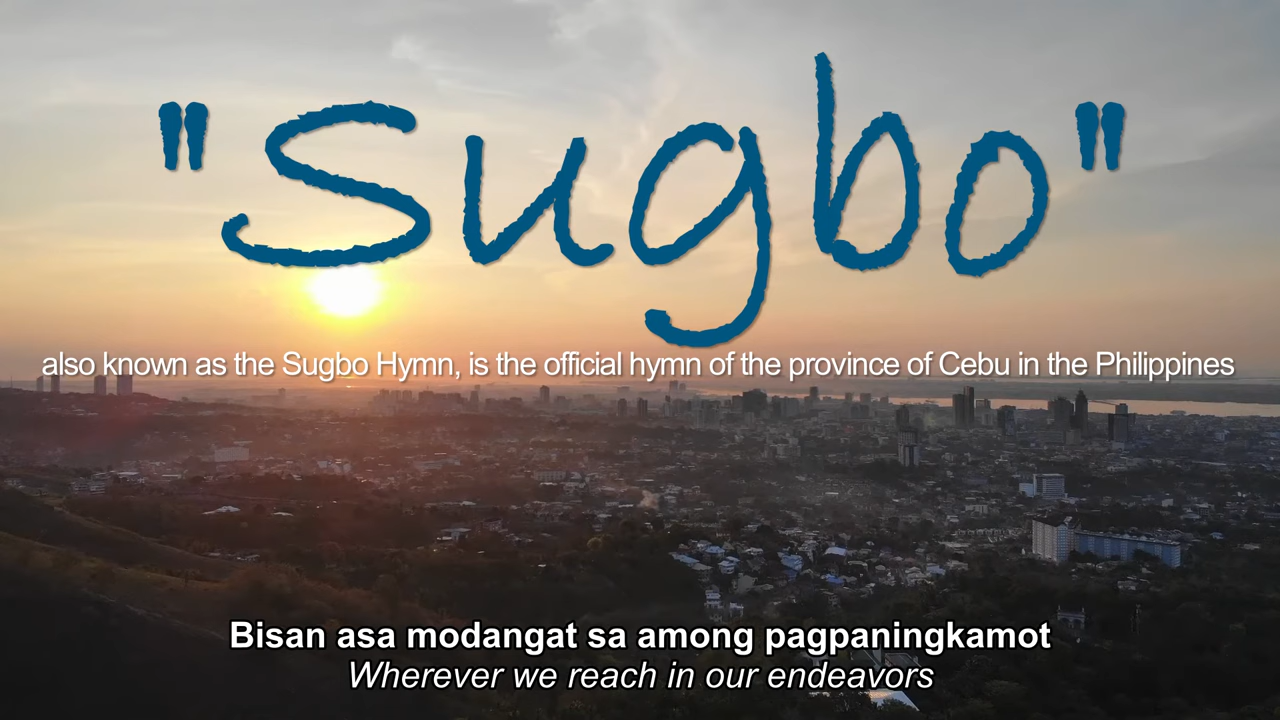 "Sugbo"
also known as the Sugbo Hymn, is the official hymn of the province of Cebu in the Philippines
Bisan asa modangat sa among pagpaningkamot
Wherever we reach in our endeavors